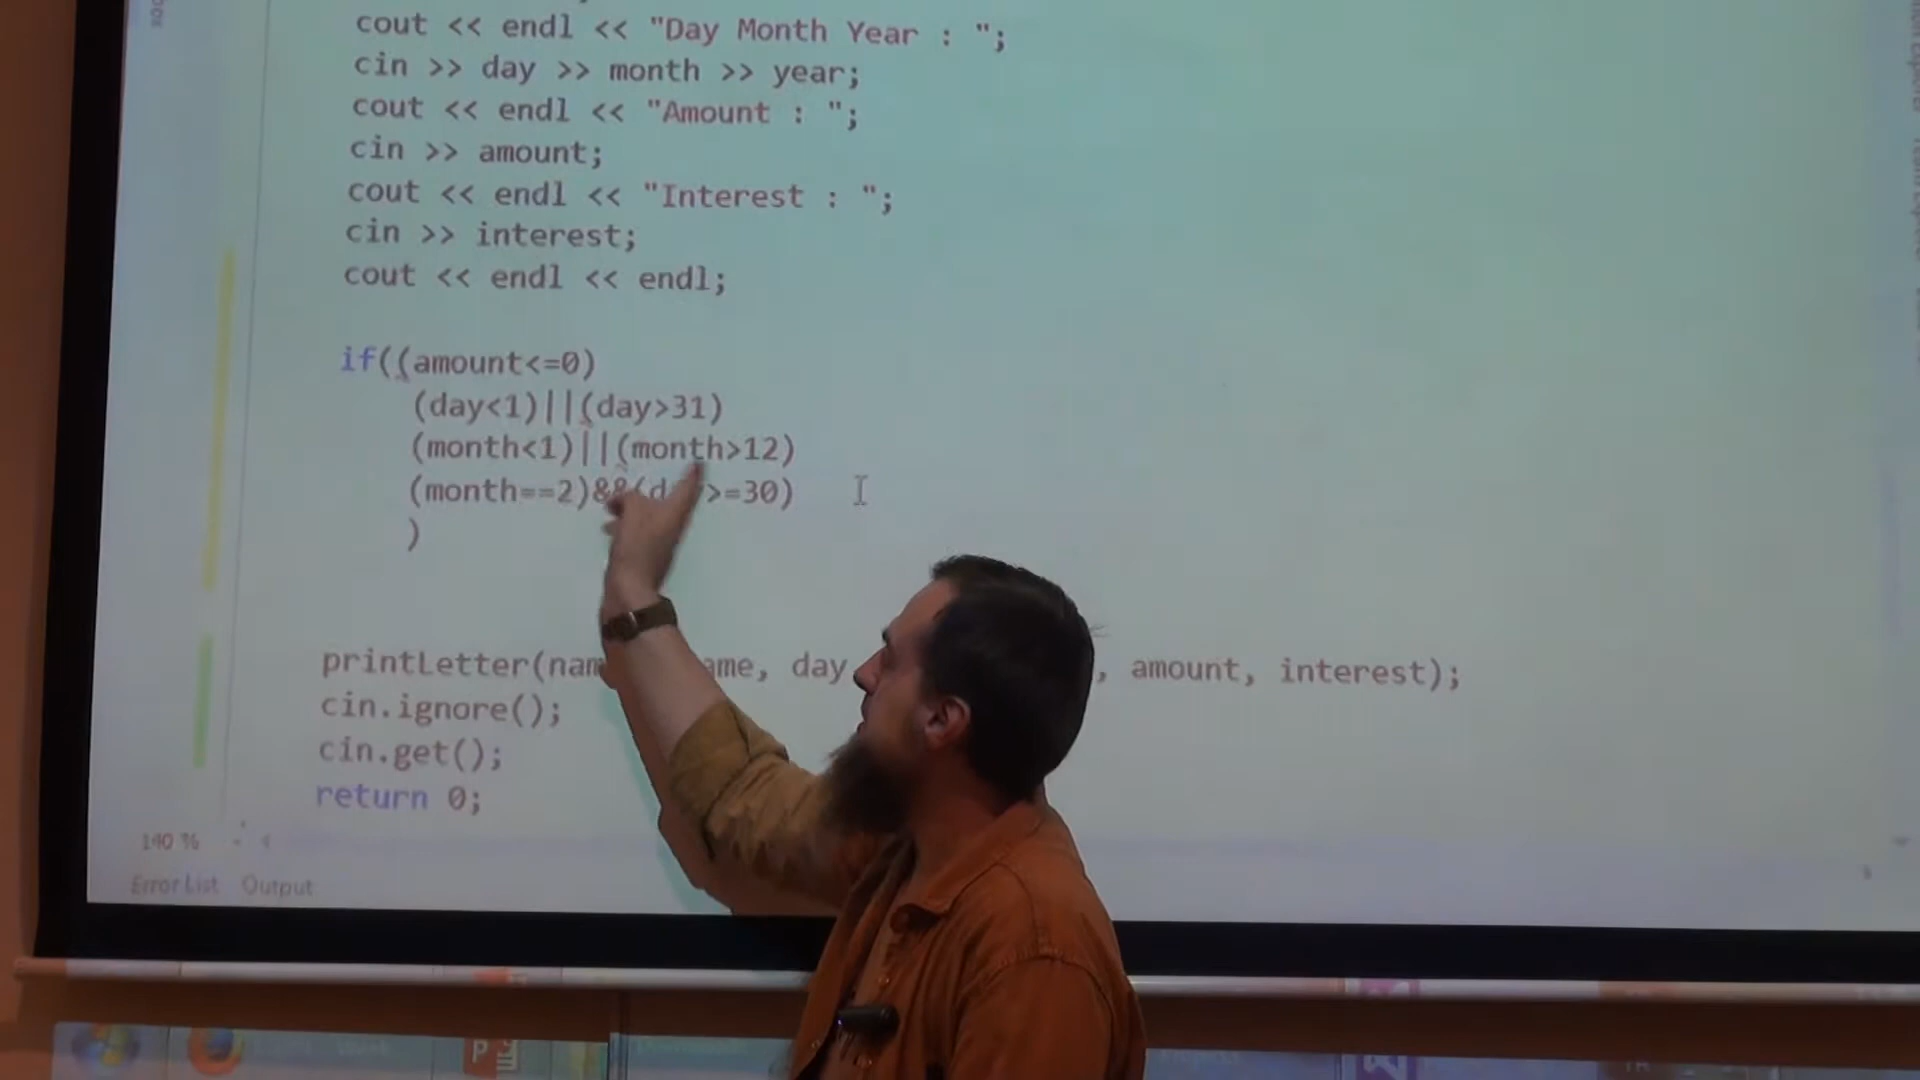 cout << endl << "Day Month Year : ";
cin >> day >> month >> year;
cout << endl << "Amount : ";
cin >> amount;
cout << endl << "Interest : ";
cin >> interest;
cout << endl << endl;
if((amount<=0)
(day<1)||(day>31)
(month<1)||(month>12)
(month==2)&&(d >=30)
)
printLetter(nam ame, day, , amount, interest);
cin.ignore();
cin.get();
return 0;
140 %
Error List Output